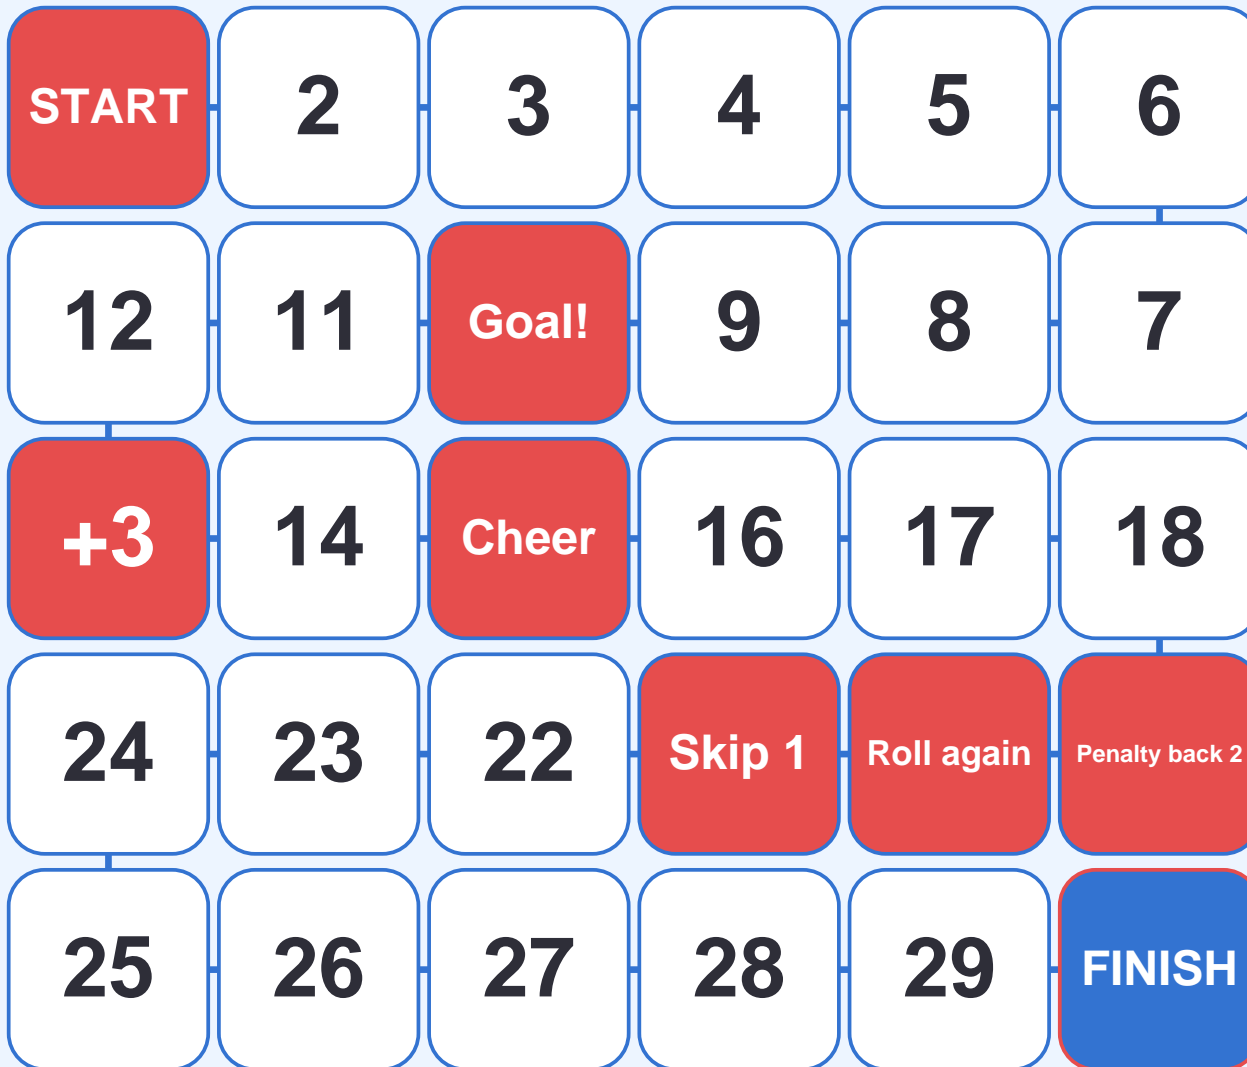 START 2 3 4 5 6
12 11 Goal! 9 8 7
+3 14 Cheer 16 17 18
24 23 22 Skip 1 Roll again Penalty back 2
25 26 27 28 29 FINISH